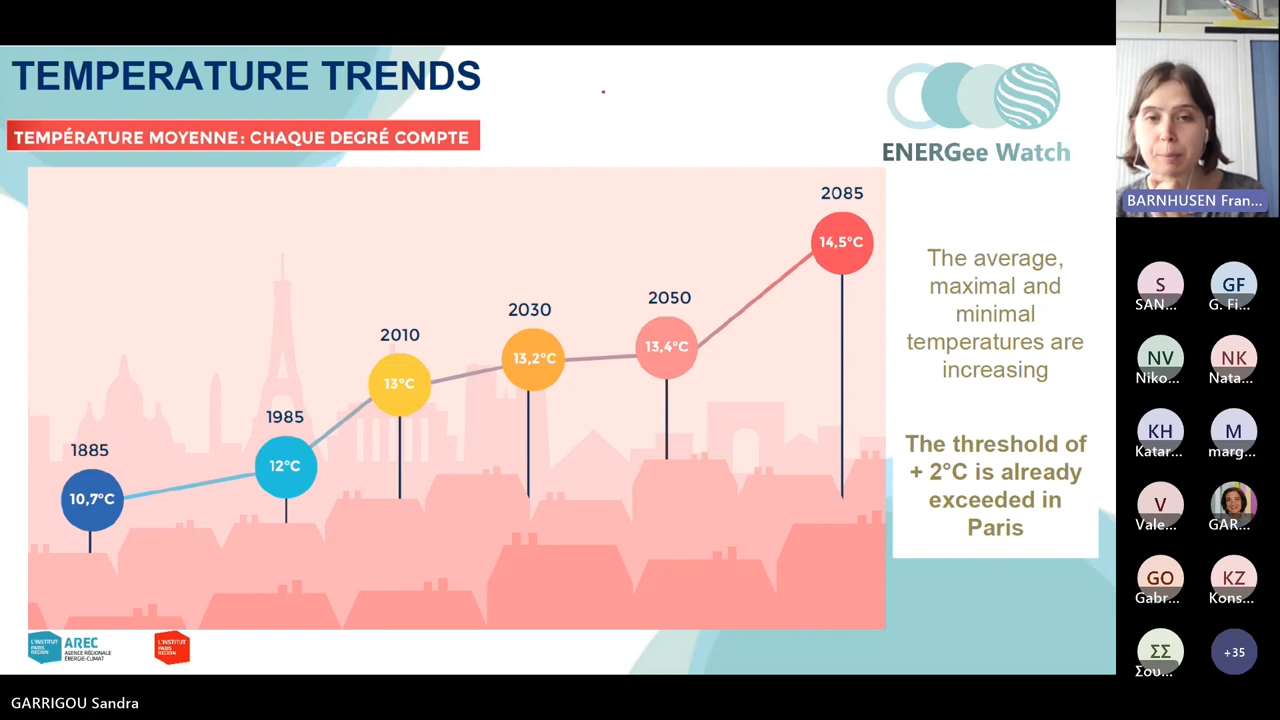 TEMPERATURE TRENDS
TEMPÉRATURE MOYENNE: CHAQUE DEGRÉ COMPTE
ENERGee Watch
2085
14,5°C
2050
13,4°C
2030
13,2°C
2010
13°C
1985
12°C
1885
10,7°C
The average,
maximal and
minimal
temperatures are
increasing
The threshold of
+ 2°C is already
exceeded in
Paris
L'INSTITUT
PARIS
REGION
AREC
AGENCE RÉGIONALE
ÉNERGIE-CLIMAT
L'INSTITUT
PARIS
REGION
GARRIGOU Sandra
BARNHUSEN Fran...
S
SAN...
GF
G. Fi...
NV
Niko...
NK
Nata...
KH
Katar...
M
marg...
V
Vale...
GAR...
GO
Gabr...
KZ
Kons...
ΣΣ
Σου...
+35